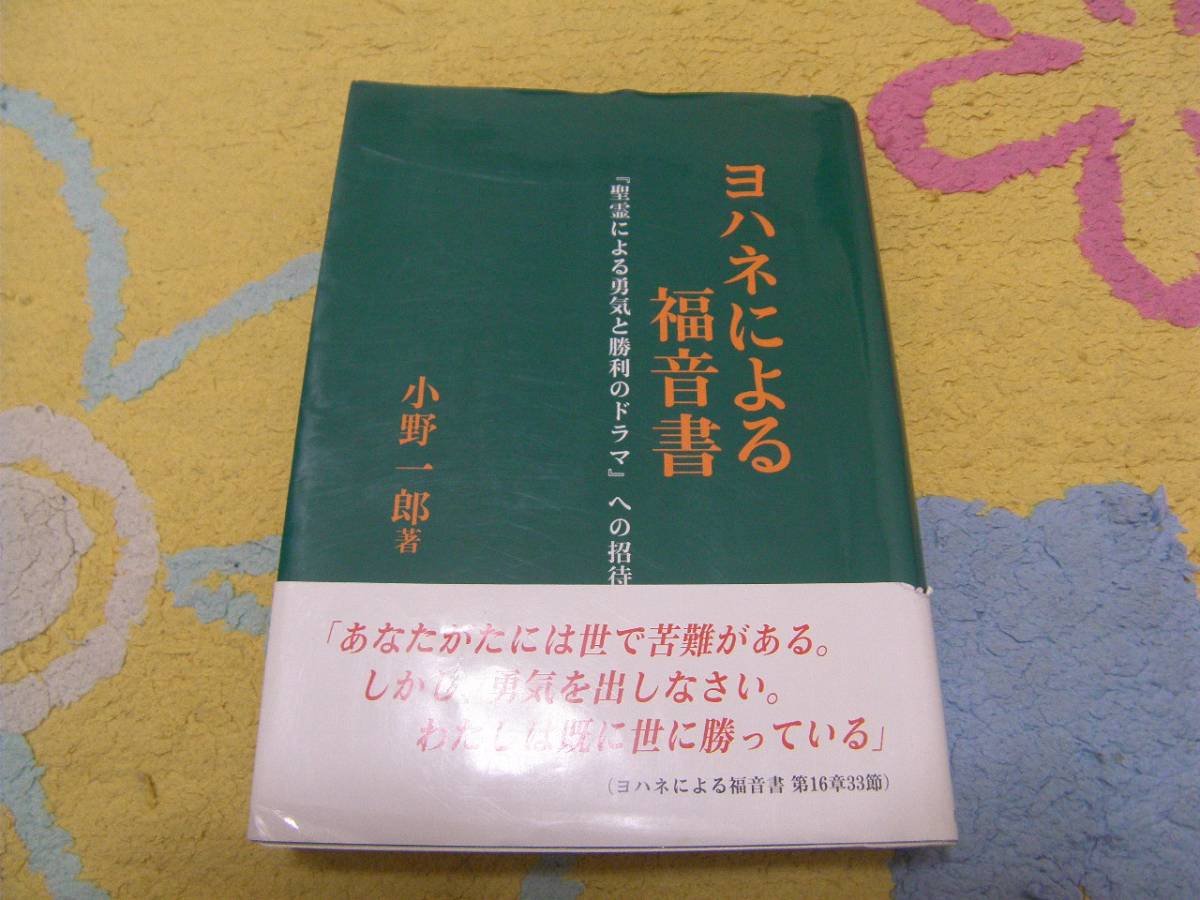 ヨハネによる
福音書
『聖霊による勇気と勝利のドラマ』への招待
小野一郎著
「あなたがたには世で苦難がある。
しかし、勇気を出しなさい。
わたしは既に世に勝っている」
(ヨハネによる福音書 第16章33節)